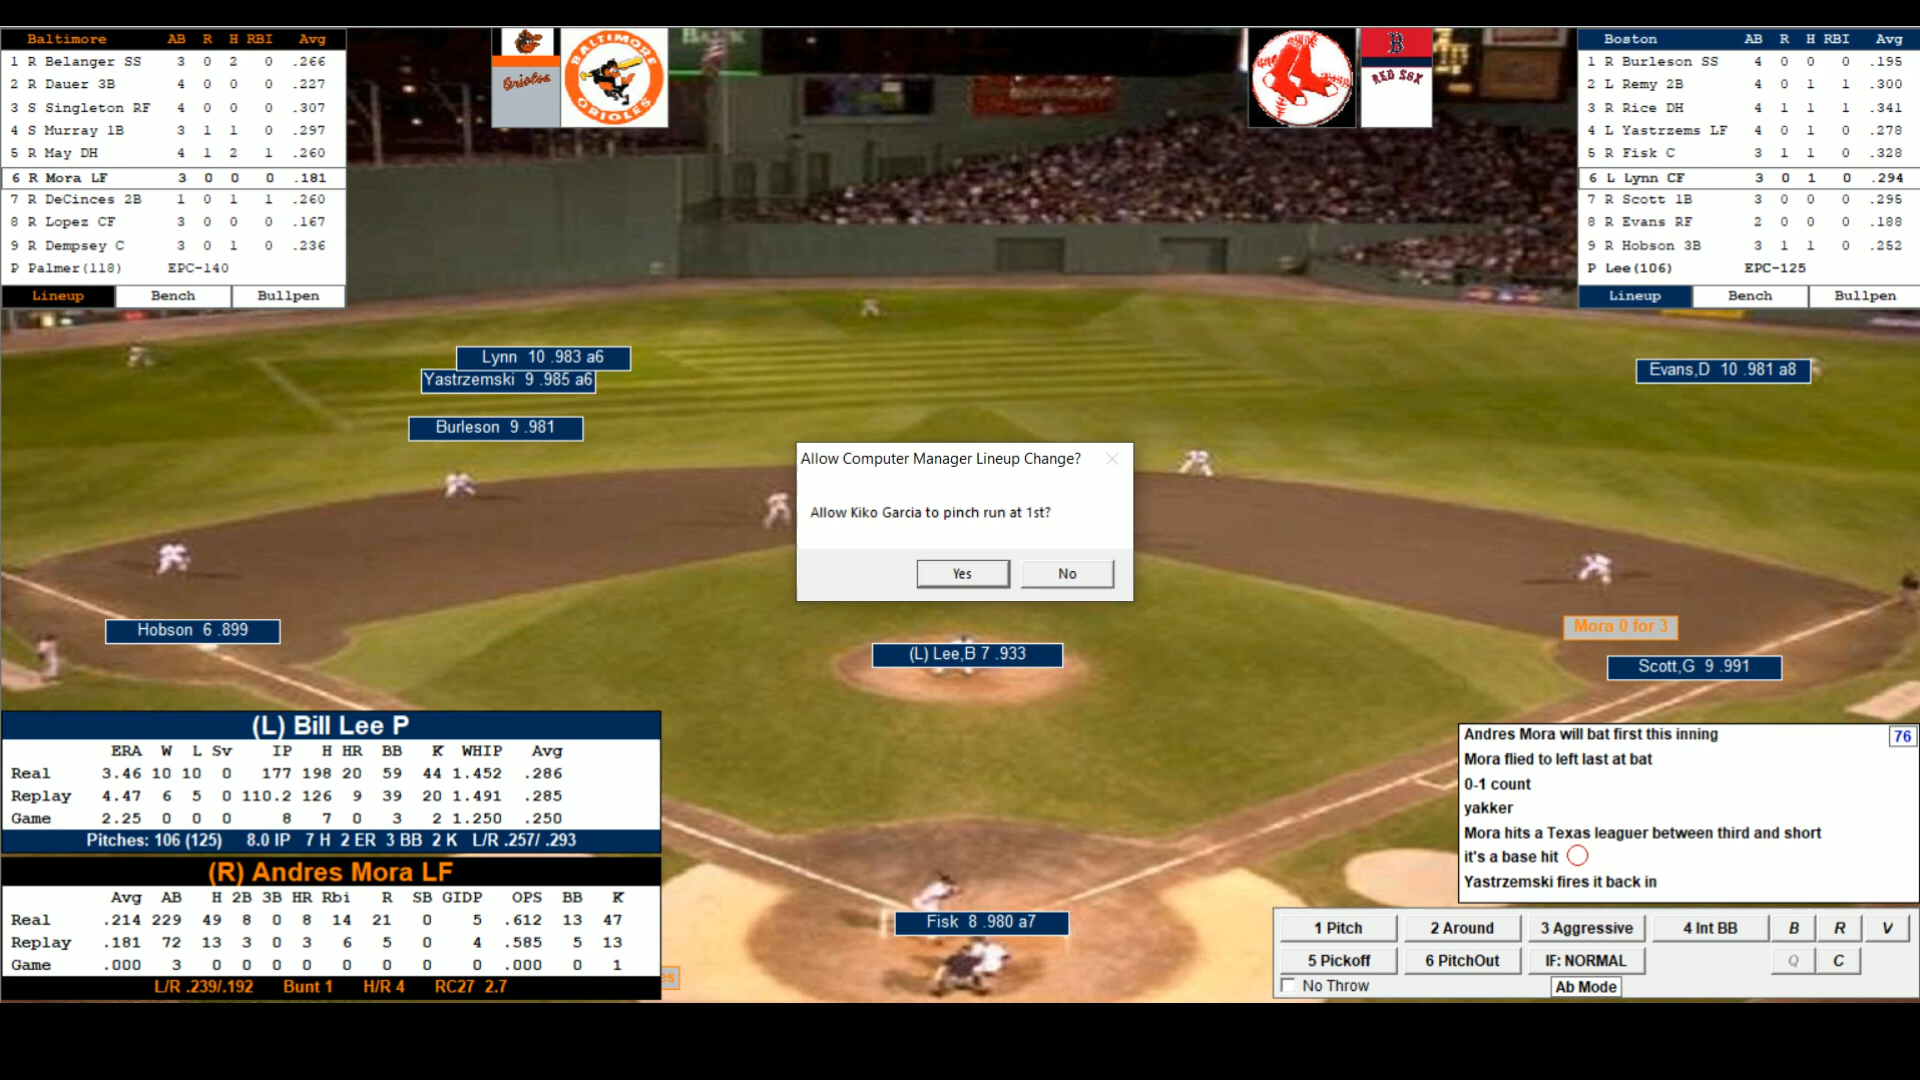 Baltimore AB R H RBI Avg
1 R Belanger SS 3 0 2 0 .266
2 R Dauer 3B 4 0 0 0 .227
3 S Singleton RF 4 0 0 0 .307
4 S Murray 1B 3 1 1 0 .297
5 R May DH 4 1 2 1 .260
6 R Mora LF 3 0 0 0 .181
7 R DeCinces 2B 1 0 1 1 .260
8 R Lopez CF 3 0 0 0 .167
9 R Dempsey C 3 0 1 0 .236
P Palmer(118) EPC-140
Lineup Bench Bullpen
Orioles
BALTIMORE
ORIOLES
B
RED SOX
Boston AB R H RBI Avg
1 R Burleson SS 4 0 0 0 .195
2 L Remy 2B 4 0 1 1 .300
3 R Rice DH 4 1 1 1 .341
4 L Yastrzems LF 4 0 1 0 .278
5 R Fisk C 3 1 1 0 .328
6 L Lynn CF 3 0 1 0 .294
7 R Scott 1B 3 0 0 0 .295
8 R Evans RF 2 0 0 0 .188
9 R Hobson 3B 3 1 1 0 .252
P Lee(106) EPC-125
Lineup Bench Bullpen
Lynn 10 .983 a6
Yastrzemski 9 .985 a6
Evans,D 10 .981 a8
Burleson 9 .981
Allow Computer Manager Lineup Change?
Allow Kiko Garcia to pinch run at 1st?
Yes No
Hobson 6 .899
Mora 0 for 3
(L) Lee,B 7 .933
Scott,G 9 .991
(L) Bill Lee P
ERA W L Sv IP H HR BB K WHIP Avg
Real 3.46 10 10 0 177 198 20 59 44 1.452 .286
Replay 4.47 6 5 0 110.2 126 9 39 20 1.491 .285
Game 2.25 0 0 0 8 7 0 3 2 1.250 .250
Pitches: 106 (125) 8.0 IP 7 H 2 ER 3 BB 2 K L/R .257/ .293
(R) Andres Mora LF
Avg AB H 2B 3B HR Rbi R SB GIDP OPS BB K
Real .214 229 49 8 0 8 14 21 0 5 .612 13 47
Replay .181 72 13 3 0 3 6 5 0 4 .585 5 13
Game .000 3 0 0 0 0 0 0 0 0 .000 0 1
L/R .239/.192 Bunt 1 H/R 4 RC27 2.7
Fisk 8 .980 a7
Andres Mora will bat first this inning 76
Mora flied to left last at bat
0-1 count
yakker
Mora hits a Texas leaguer between third and short
it's a base hit
Yastrzemski fires it back in
1 Pitch 2 Around 3 Aggressive 4 Int BB B R V
5 Pickoff 6 PitchOut IF: NORMAL Q C
No Throw Ab Mode